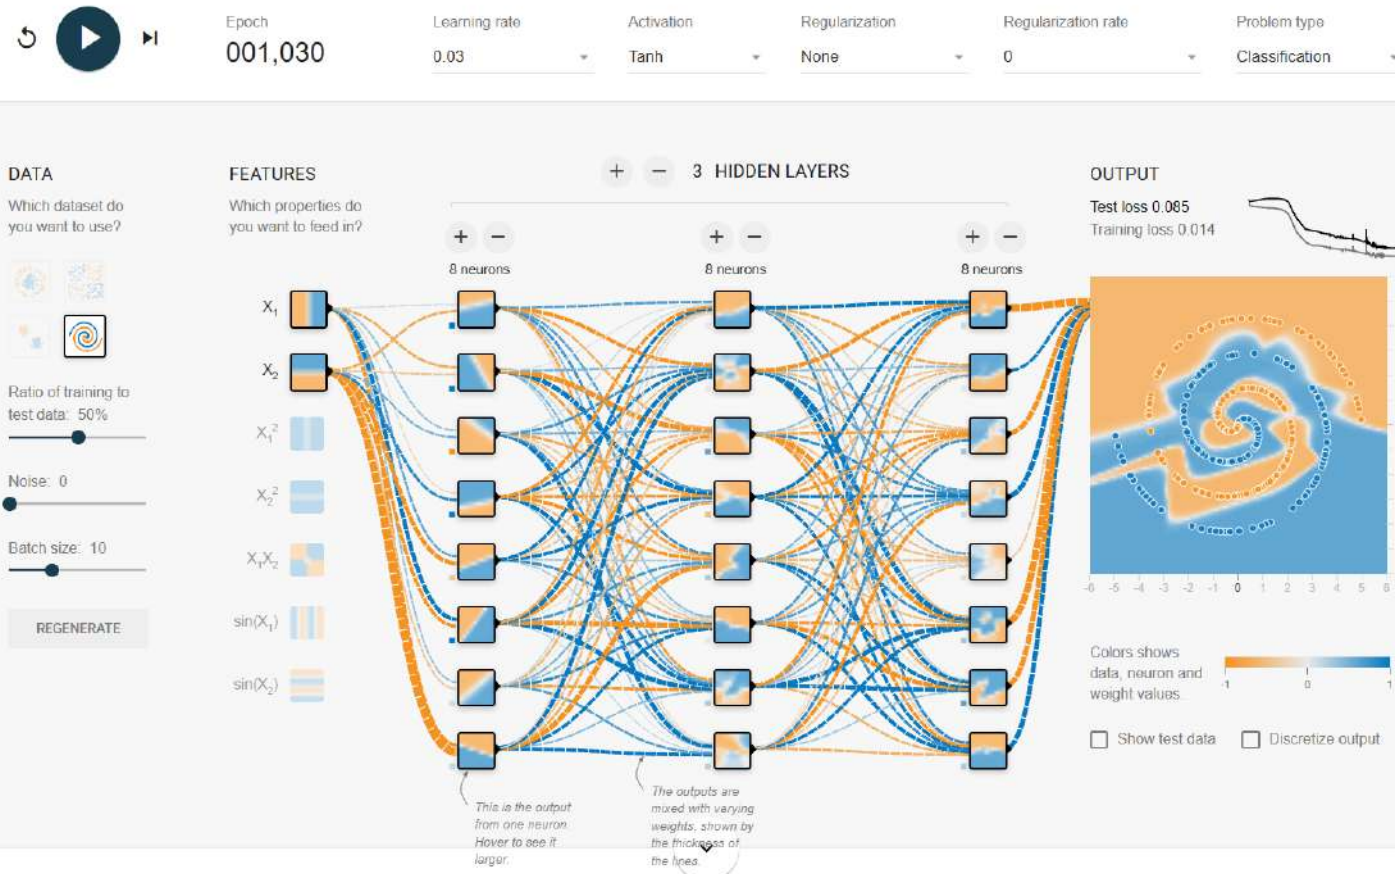 Epoch
001,030
Learning rate
0.03
Activation
Tanh
Regularization
None
Regularization rate
0
Problem type
Classification
DATA
Which dataset do
you want to use?
Ratio of training to
test data: 50%
Noise: 0
Batch size: 10
REGENERATE
FEATURES
Which properties do
you want to feed in?
X₁
X₂
X₁²
X₂²
X₁X₂
sin(X₁)
sin(X₂)
+ − 3 HIDDEN LAYERS
+ −
8 neurons
+ −
8 neurons
+ −
8 neurons
This is the output
from one neuron.
Hover to see it
larger.
The outputs are
mixed with varying
weights, shown by
the thickness of
the lines.
OUTPUT
Test loss 0.085
Training loss 0.014
-6 -5 -4 -3 -2 -1 0 1 2 3 4 5 6
Colors shows
data, neuron and
weight values.
-1 0 1
Show test data
Discretize output